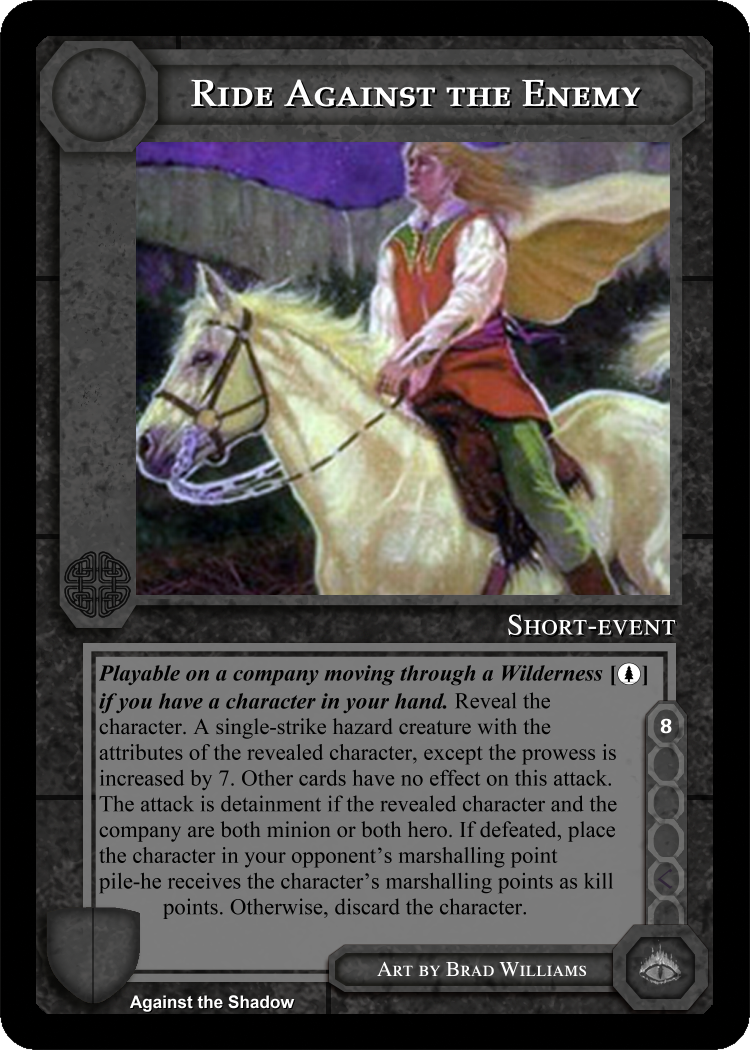 Ride Against the Enemy
Short-event
Playable on a company moving through a Wilderness []
if you have a character in your hand. Reveal the
character. A single-strike hazard creature with the
attributes of the revealed character, except the prowess is
increased by 7. Other cards have no effect on this attack.
The attack is detainment if the revealed character and the
company are both minion or both hero. If defeated, place
the character in your opponent's marshalling point
pile-he receives the character's marshalling points as kill
points. Otherwise, discard the character.
8
Art by Brad Williams
Against the Shadow